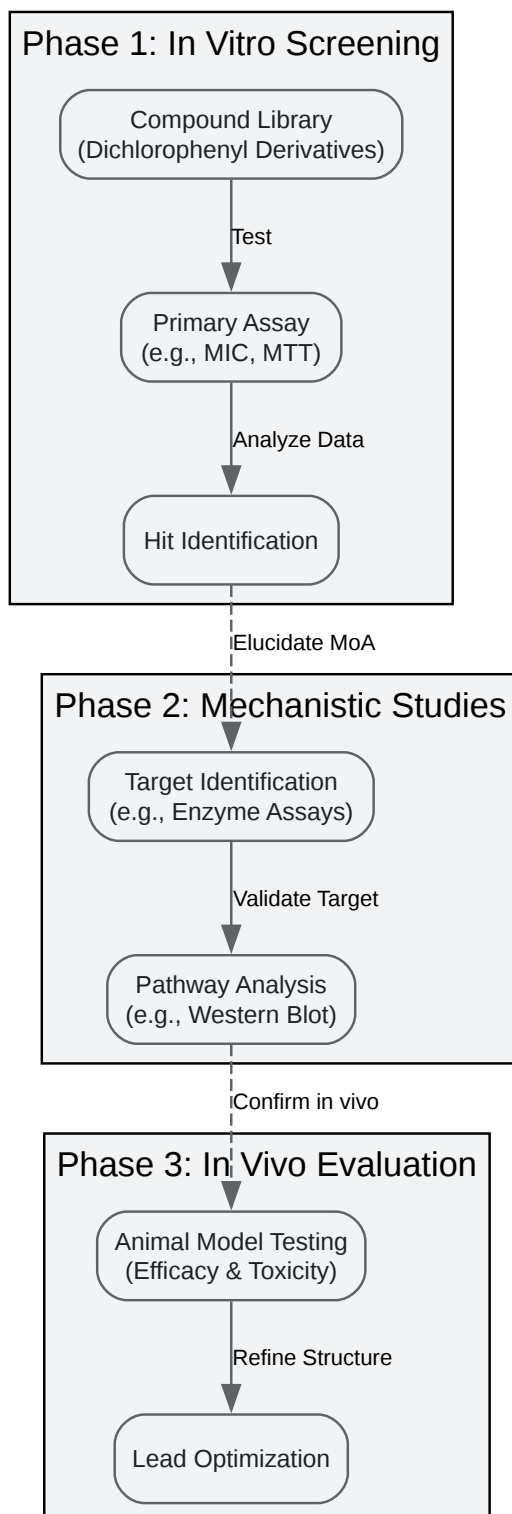 Phase 1: In Vitro Screening
Compound Library
(Dichlorophenyl Derivatives)
Test
Primary Assay
(e.g., MIC, MTT)
Analyze Data
Hit Identification
Elucidate MoA
Phase 2: Mechanistic Studies
Target Identification
(e.g., Enzyme Assays)
Validate Target
Pathway Analysis
(e.g., Western Blot)
Confirm in vivo
Phase 3: In Vivo Evaluation
Animal Model Testing
(Efficacy & Toxicity)
Refine Structure
Lead Optimization